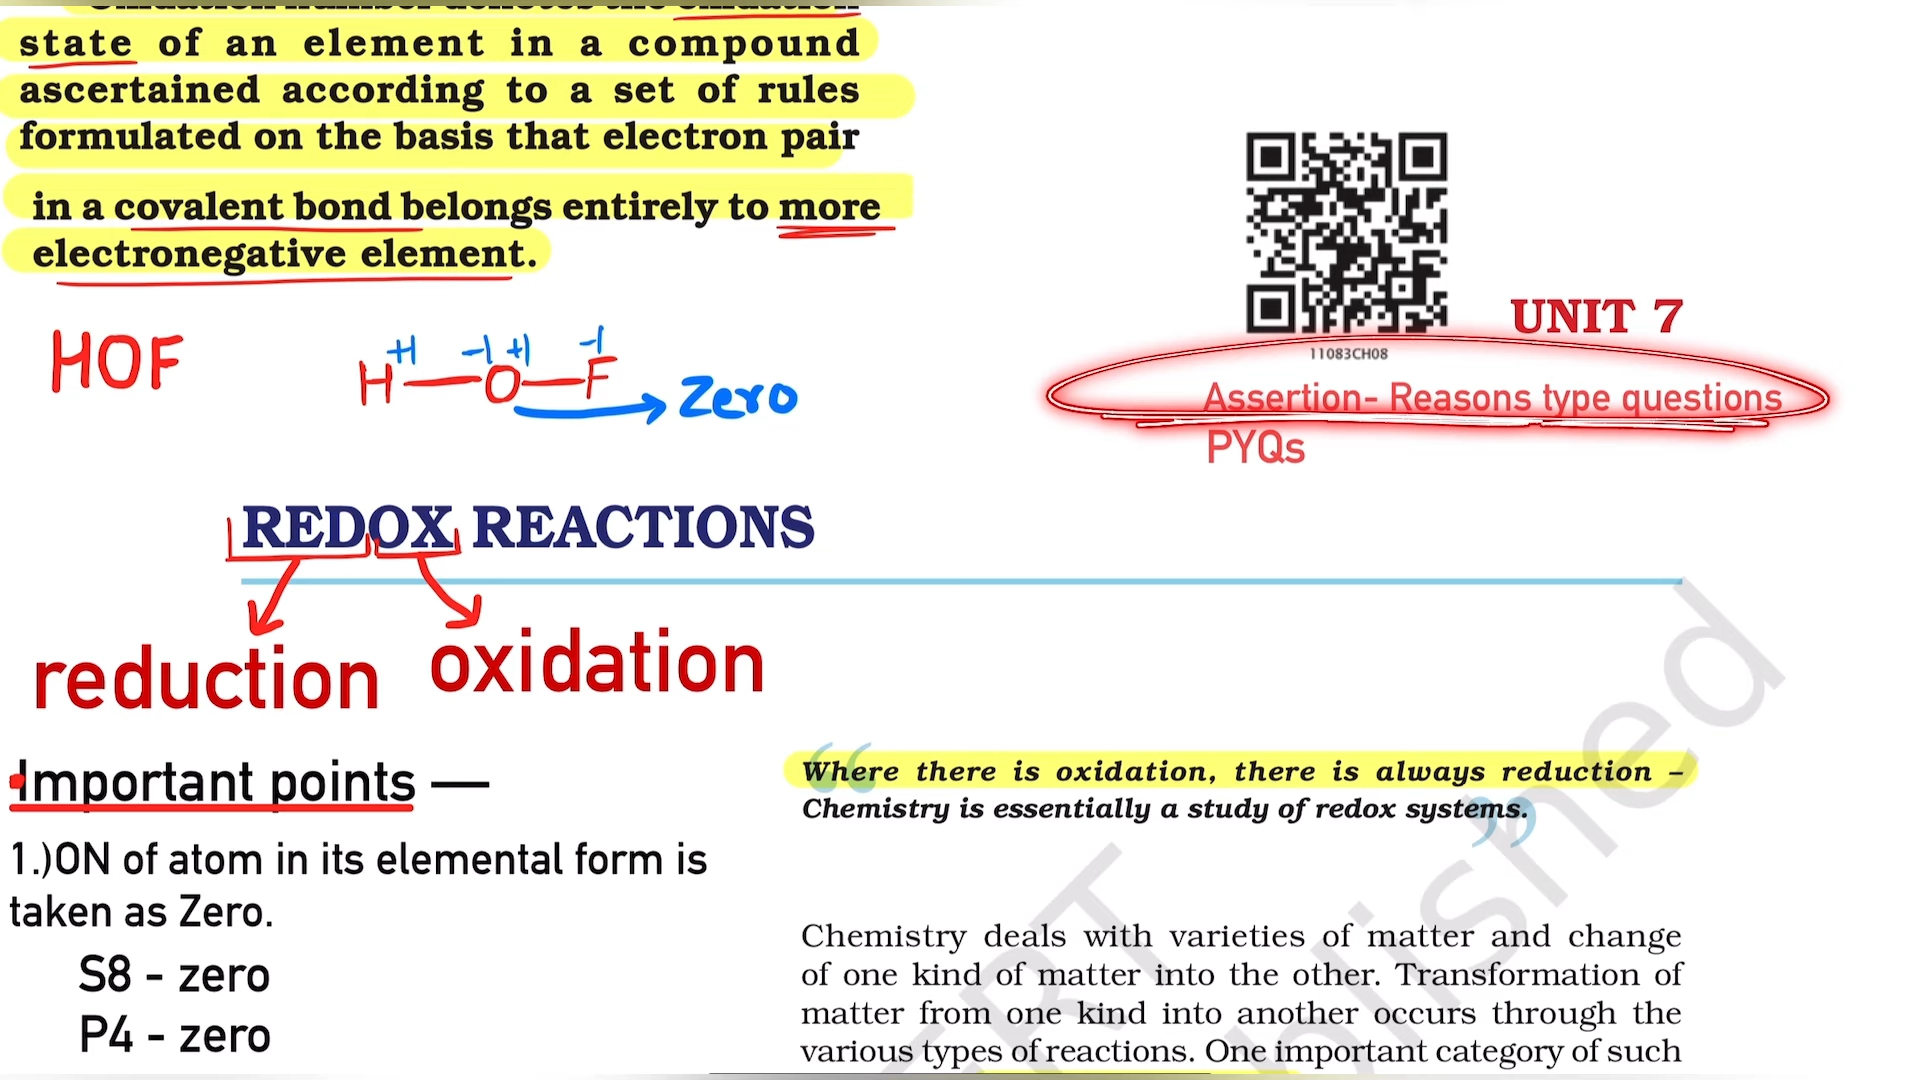 Oxidation number denotes the oxidation
state of an element in a compound
ascertained according to a set of rules
formulated on the basis that electron pair
in a covalent bond belongs entirely to more
electronegative element.
HOF
+1 -1 +1 -1
H—O—F
Zero
UNIT 7
11083CH08
Assertion- Reasons type questions
PYQs
REDOX REACTIONS
reduction
oxidation
Important points —
1.)ON of atom in its elemental form is
taken as Zero.
S8 - zero
P4 - zero
“Where there is oxidation, there is always reduction –
Chemistry is essentially a study of redox systems.”
Chemistry deals with varieties of matter and change
of one kind of matter into the other. Transformation of
matter from one kind into another occurs through the
various types of reactions. One important category of such